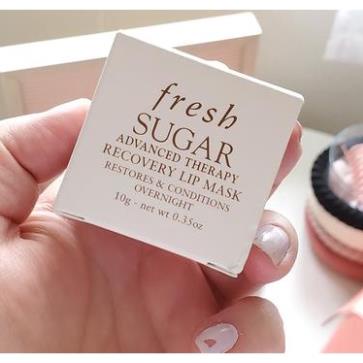 fresh
SUGAR
ADVANCED THERAPY
RECOVERY LIP MASK
RESTORES & CONDITIONS
OVERNIGHT
10g - net wt 0.35oz